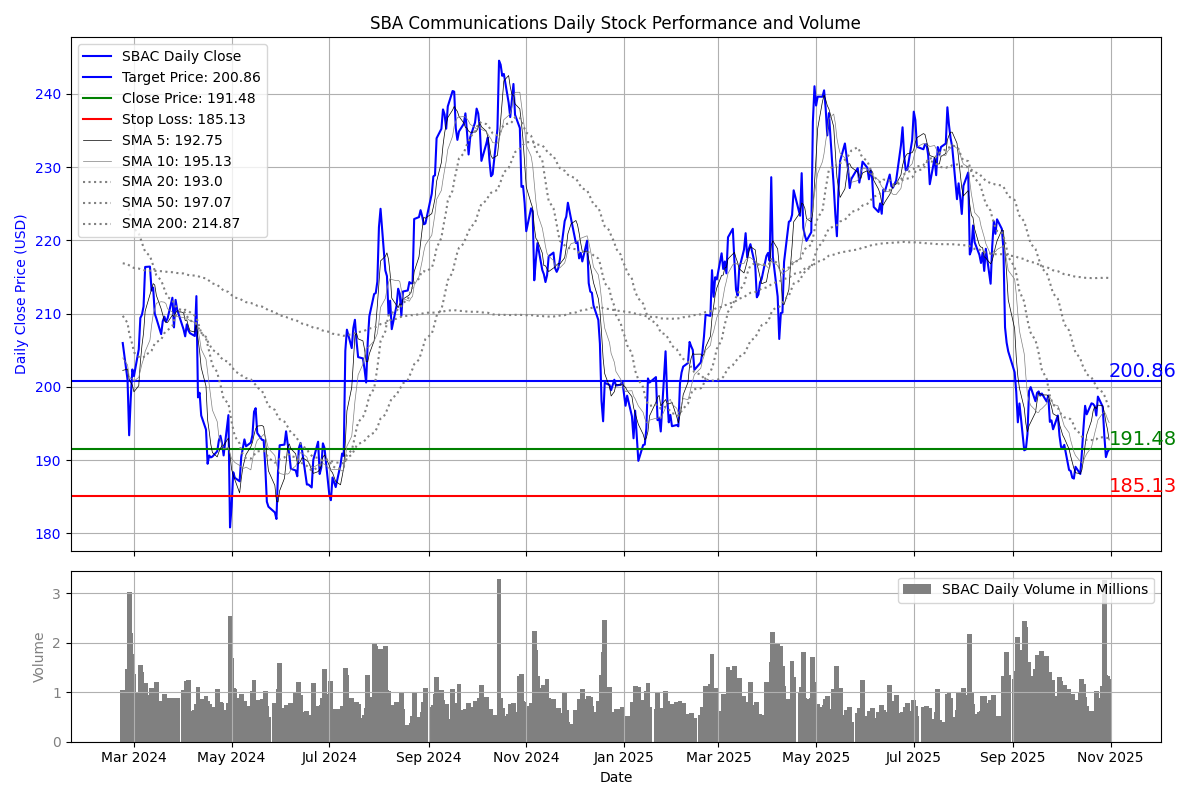 SBA Communications Daily Stock Performance and Volume
SBAC Daily Close
Target Price: 200.86
Close Price: 191.48
Stop Loss: 185.13
SMA 5: 192.75
SMA 10: 195.13
SMA 20: 193.0
SMA 50: 197.07
SMA 200: 214.87
Daily Close Price (USD)
240
230
220
210
200
190
180
200.86
191.48
185.13
SBAC Daily Volume in Millions
Volume
3
2
1
0
Mar 2024
May 2024
Jul 2024
Sep 2024
Nov 2024
Jan 2025
Mar 2025
May 2025
Jul 2025
Sep 2025
Nov 2025
Date